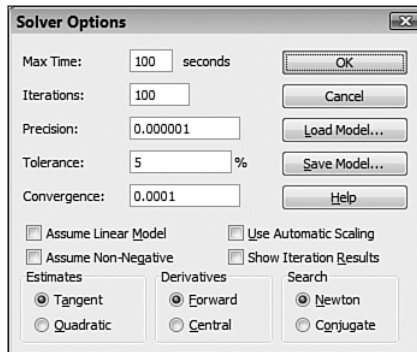 Solver Options
Max Time: 100 seconds OK
Iterations: 100 Cancel
Precision: 0.000001 Load Model...
Tolerance: 5 % Save Model...
Convergence: 0.0001 Help
Assume Linear Model Use Automatic Scaling
Assume Non-Negative Show Iteration Results
Estimates Derivatives Search
Tangent Forward Newton
Quadratic Central Conjugate